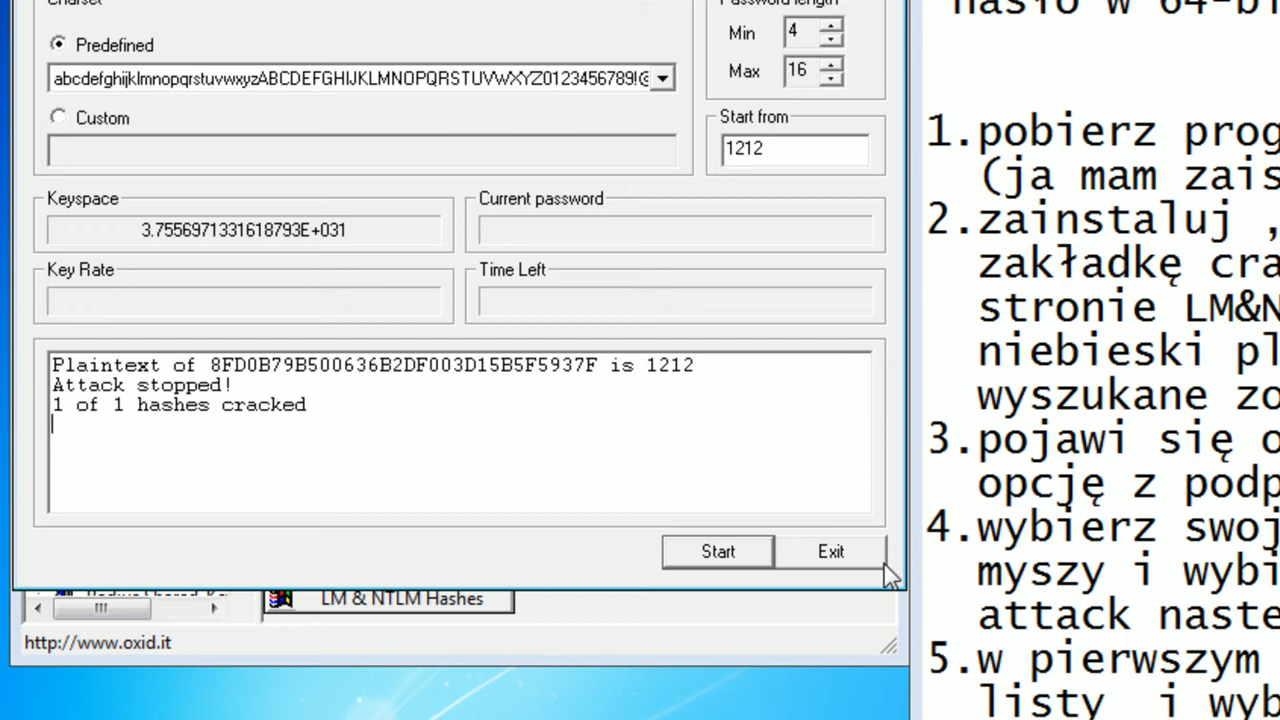 Charset
Password length
hasło w 64-bi
Predefined
Min 4
abcdefghijklmnopqrstuvwxyzABCDEFGHIJKLMNOPQRSTUVWXYZ0123456789!@
Max 16
Custom
Start from
1212
Keyspace
3.7556971331618793E+031
Current password
Key Rate
Time Left
Plaintext of 8FD0B79B500636B2DF003D15B5F5937F is 1212
Attack stopped!
1 of 1 hashes cracked
Start
Exit
LM & NTLM Hashes
http://www.oxid.it
1.pobierz prog
(ja mam zais
2.zainstaluj ,
zakładkę cra
stronie LM&N
niebieski pl
wyszukane zo
3.pojawi się o
opcję z podp
4.wybierz swoj
myszy i wybi
attack naste
5.w pierwszym
listy i wyb